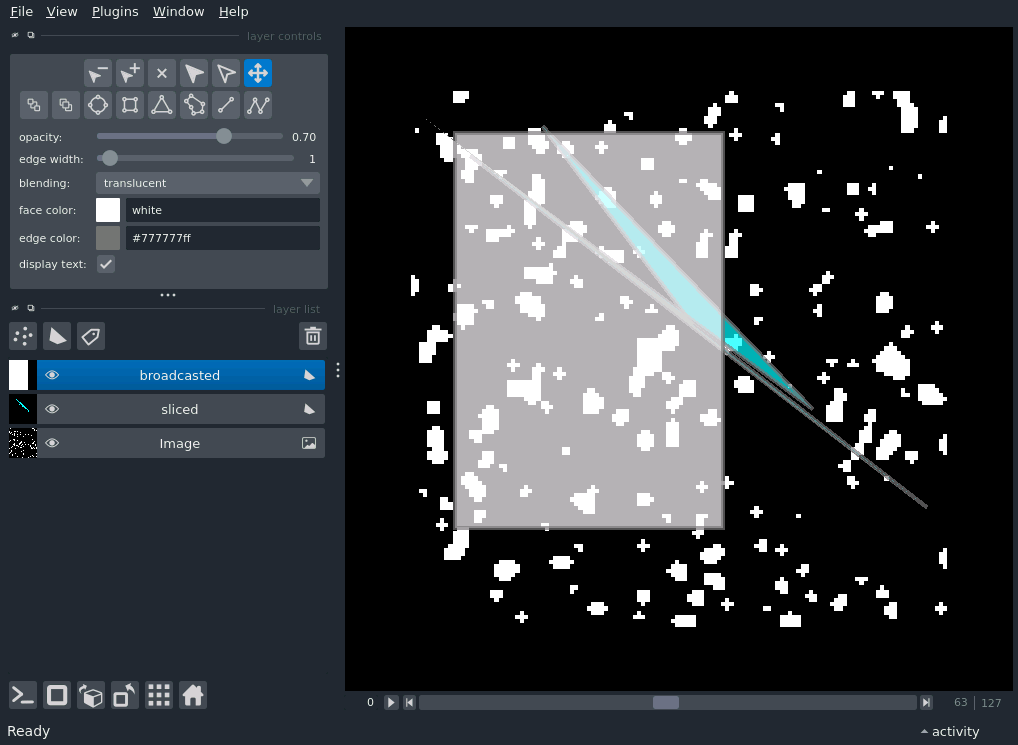 File View Plugins Window Help
layer controls
opacity: 0.70
edge width: 1
blending: translucent
face color: white
edge color: #777777ff
display text:
layer list
broadcasted
sliced
Image
0 63 127
Ready activity